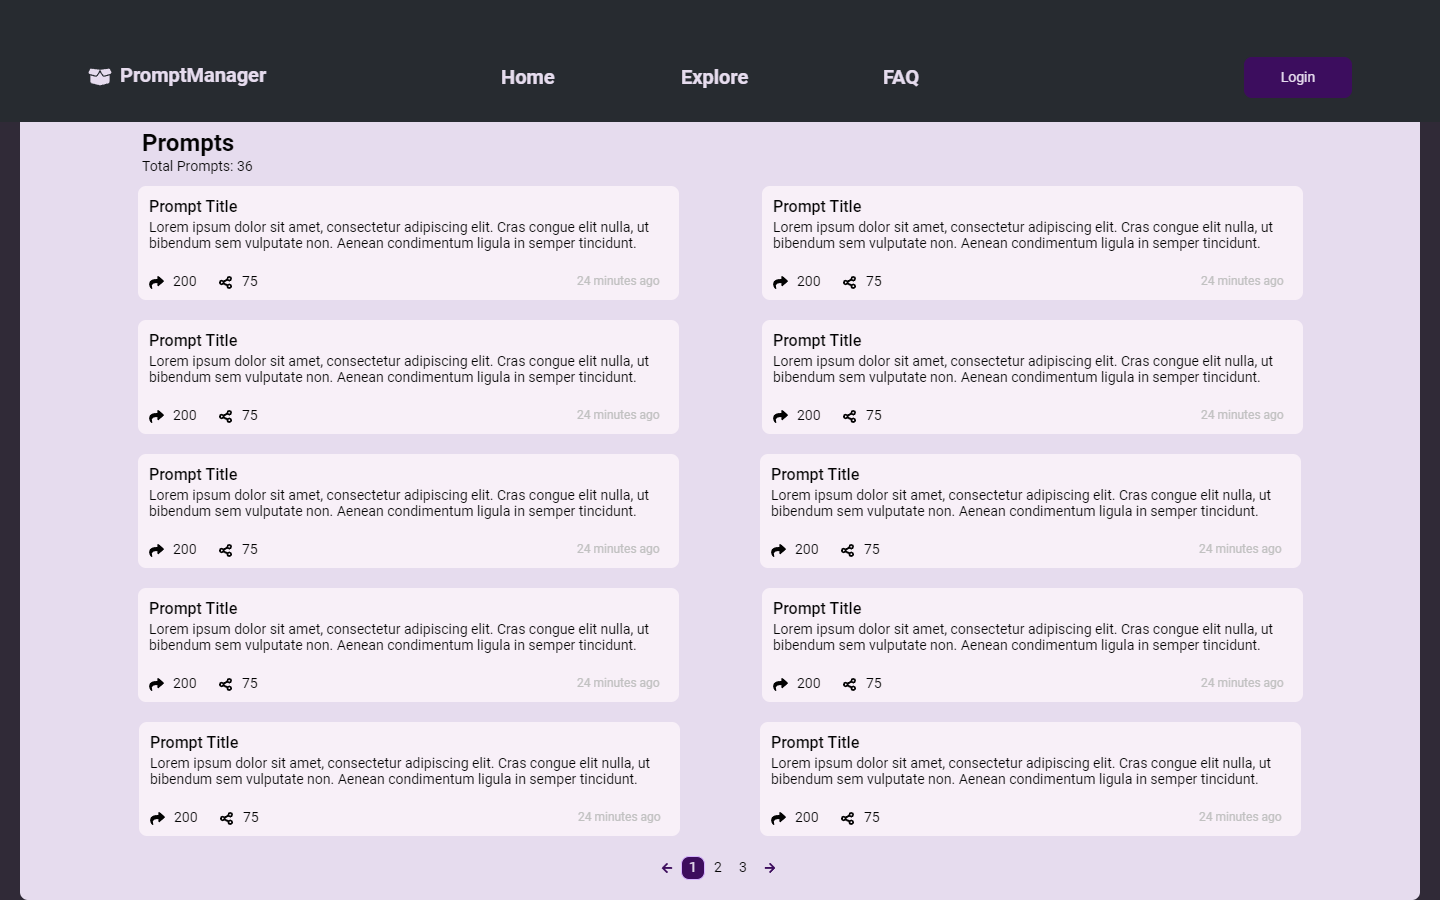 PromptManager
Home
Explore
FAQ
Login
Prompts
Total Prompts: 36
Prompt Title
Lorem ipsum dolor sit amet, consectetur adipiscing elit. Cras congue elit nulla, ut
bibendum sem vulputate non. Aenean condimentum ligula in semper tincidunt.
200 75 24 minutes ago
Prompt Title
Lorem ipsum dolor sit amet, consectetur adipiscing elit. Cras congue elit nulla, ut
bibendum sem vulputate non. Aenean condimentum ligula in semper tincidunt.
200 75 24 minutes ago
Prompt Title
Lorem ipsum dolor sit amet, consectetur adipiscing elit. Cras congue elit nulla, ut
bibendum sem vulputate non. Aenean condimentum ligula in semper tincidunt.
200 75 24 minutes ago
Prompt Title
Lorem ipsum dolor sit amet, consectetur adipiscing elit. Cras congue elit nulla, ut
bibendum sem vulputate non. Aenean condimentum ligula in semper tincidunt.
200 75 24 minutes ago
Prompt Title
Lorem ipsum dolor sit amet, consectetur adipiscing elit. Cras congue elit nulla, ut
bibendum sem vulputate non. Aenean condimentum ligula in semper tincidunt.
200 75 24 minutes ago
Prompt Title
Lorem ipsum dolor sit amet, consectetur adipiscing elit. Cras congue elit nulla, ut
bibendum sem vulputate non. Aenean condimentum ligula in semper tincidunt.
200 75 24 minutes ago
Prompt Title
Lorem ipsum dolor sit amet, consectetur adipiscing elit. Cras congue elit nulla, ut
bibendum sem vulputate non. Aenean condimentum ligula in semper tincidunt.
200 75 24 minutes ago
Prompt Title
Lorem ipsum dolor sit amet, consectetur adipiscing elit. Cras congue elit nulla, ut
bibendum sem vulputate non. Aenean condimentum ligula in semper tincidunt.
200 75 24 minutes ago
Prompt Title
Lorem ipsum dolor sit amet, consectetur adipiscing elit. Cras congue elit nulla, ut
bibendum sem vulputate non. Aenean condimentum ligula in semper tincidunt.
200 75 24 minutes ago
Prompt Title
Lorem ipsum dolor sit amet, consectetur adipiscing elit. Cras congue elit nulla, ut
bibendum sem vulputate non. Aenean condimentum ligula in semper tincidunt.
200 75 24 minutes ago
1 2 3